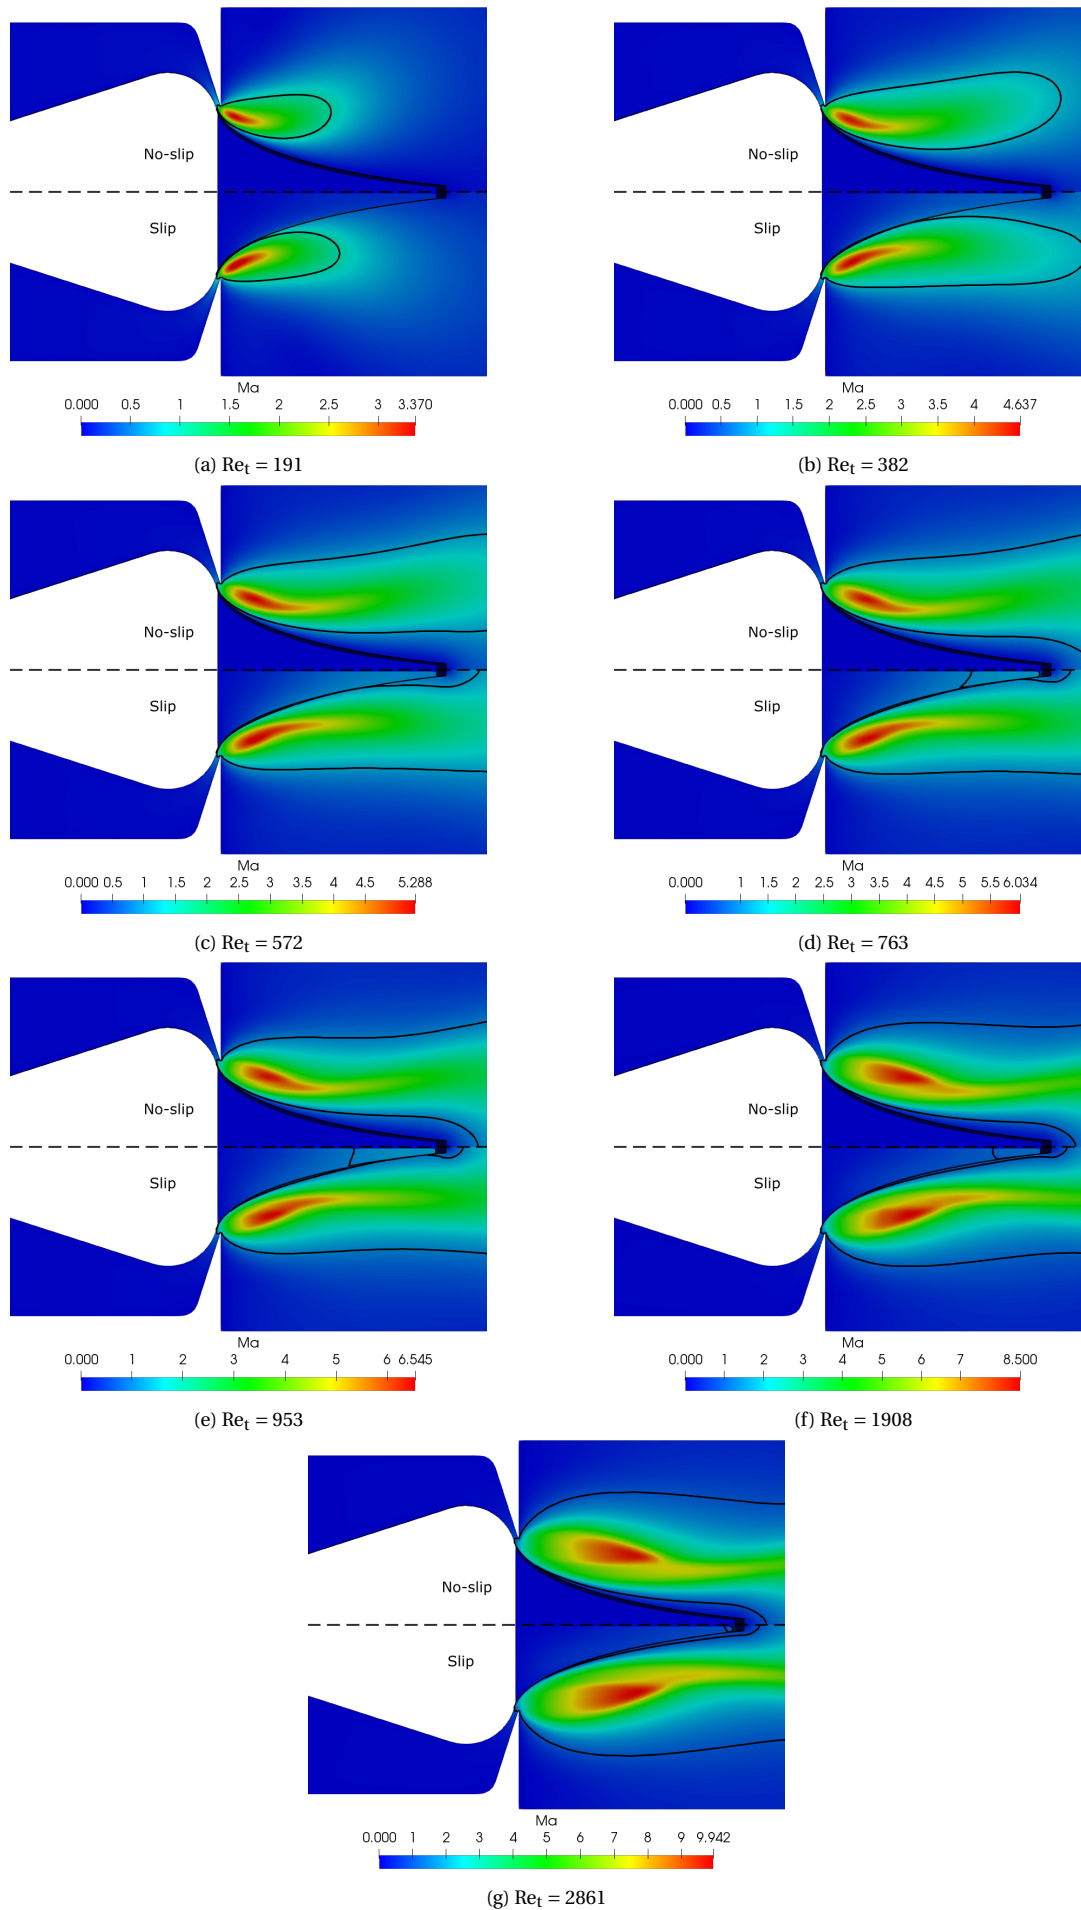 No-slip
Slip
Ma
0.000 0.5 1 1.5 2 2.5 3 3.370
(a) Ret = 191
No-slip
Slip
Ma
0.000 0.5 1 1.5 2 2.5 3 3.5 4 4.637
(b) Ret = 382
No-slip
Slip
Ma
0.000 0.5 1 1.5 2 2.5 3 3.5 4 4.5 5.288
(c) Ret = 572
No-slip
Slip
Ma
0.000 1 1.5 2 2.5 3 3.5 4 4.5 5 5.5 6.034
(d) Ret = 763
No-slip
Slip
Ma
0.000 1 2 3 4 5 6 6.545
(e) Ret = 953
No-slip
Slip
Ma
0.000 1 2 3 4 5 6 7 8.500
(f) Ret = 1908
No-slip
Slip
Ma
0.000 1 2 3 4 5 6 7 8 9 9.942
(g) Ret = 2861